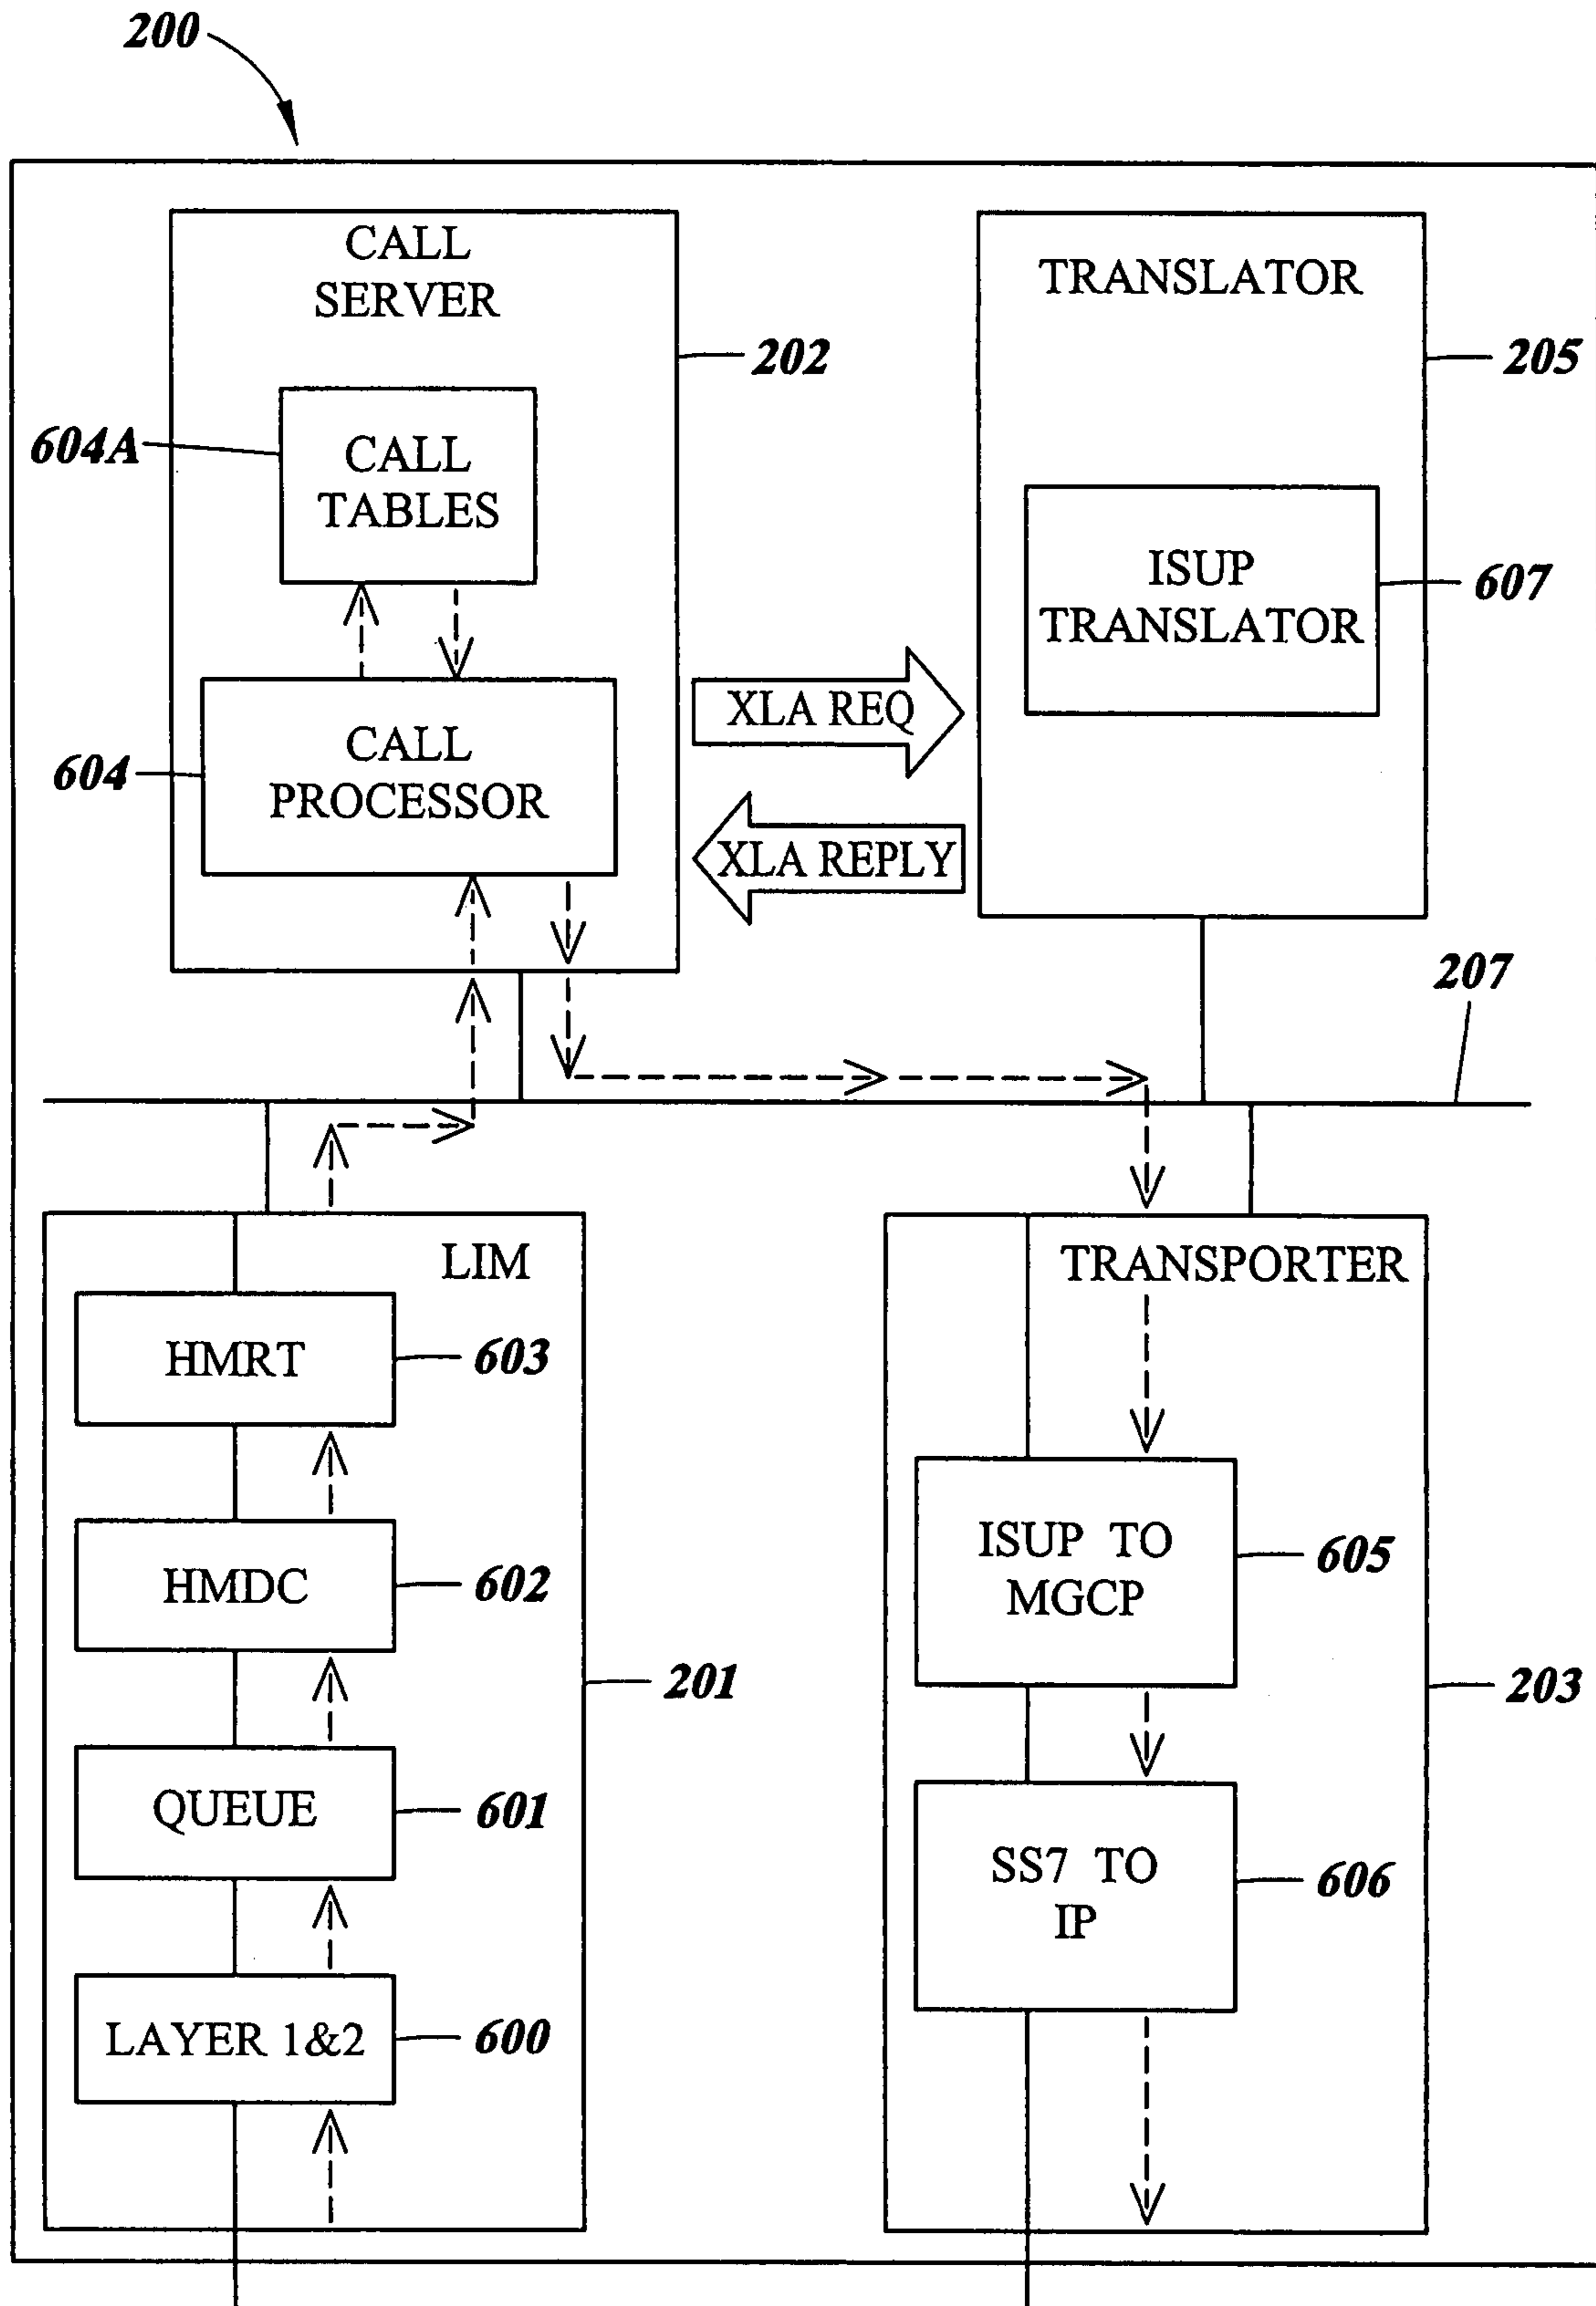 200
CALL
SERVER
TRANSLATOR
202
205
604A
CALL
TABLES
ISUP
TRANSLATOR
607
XLA REQ
604
CALL
PROCESSOR
XLA REPLY
207
LIM
TRANSPORTER
HMRT
603
ISUP TO
MGCP
605
HMDC
602
201
203
QUEUE
601
SS7 TO
IP
606
LAYER 1&2
600